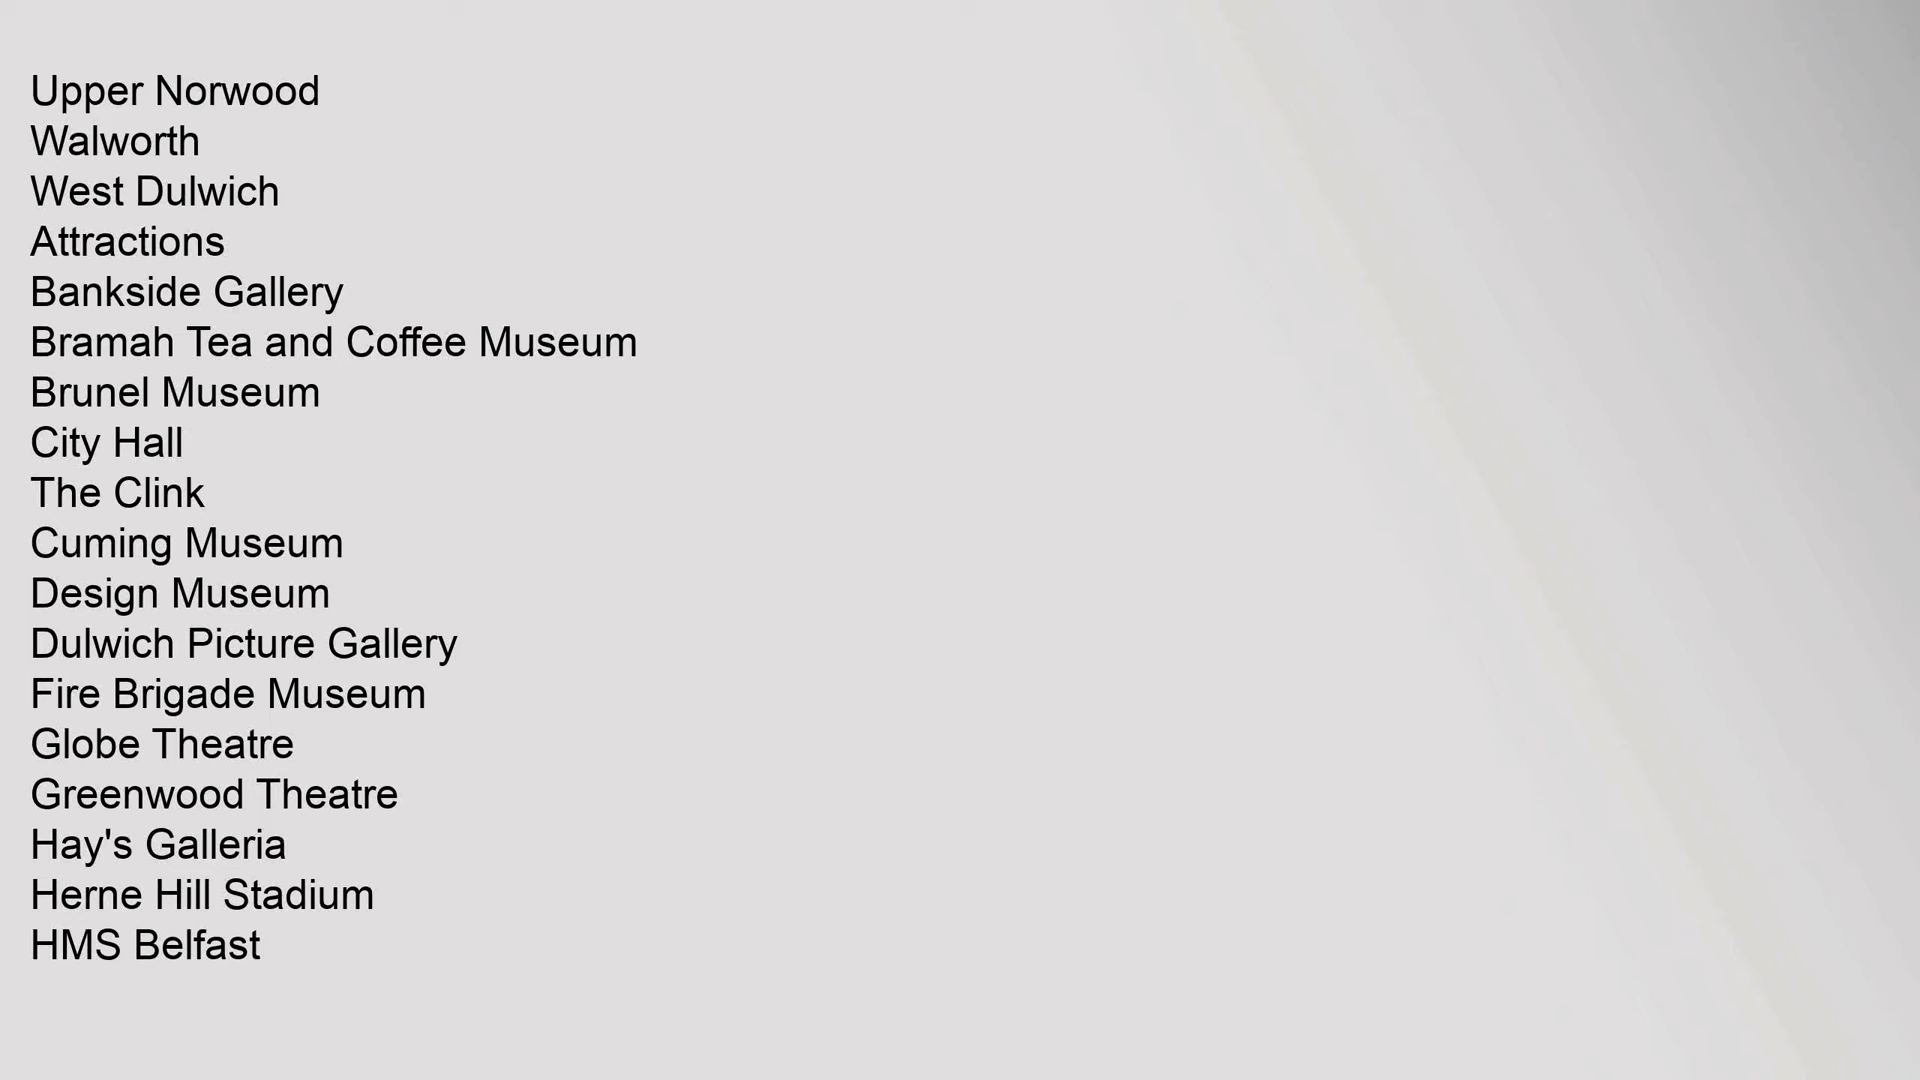 Upper Norwood
Walworth
West Dulwich
Attractions
Bankside Gallery
Bramah Tea and Coffee Museum
Brunel Museum
City Hall
The Clink
Cuming Museum
Design Museum
Dulwich Picture Gallery
Fire Brigade Museum
Globe Theatre
Greenwood Theatre
Hay's Galleria
Herne Hill Stadium
HMS Belfast